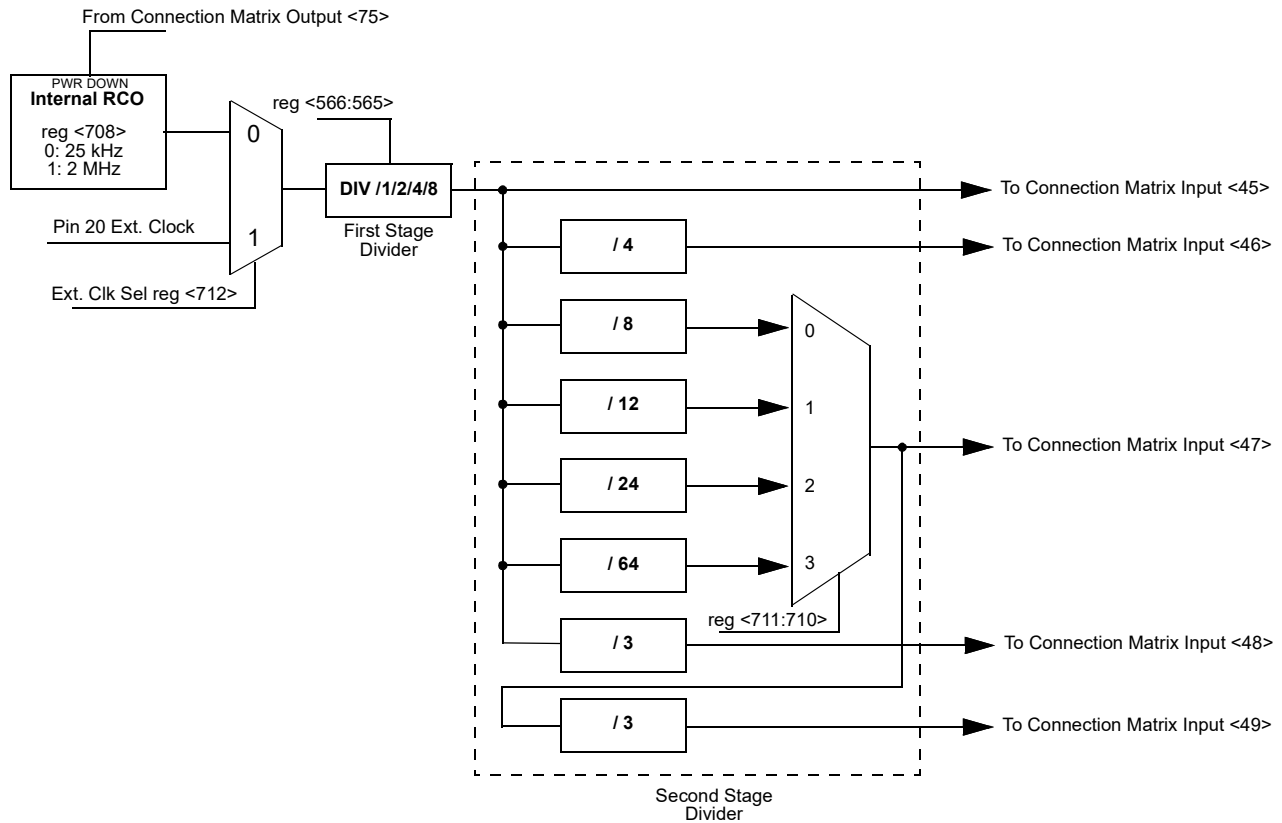 From Connection Matrix Output <75>
PWR DOWN
Internal RCO
reg <708>
0: 25 kHz
1: 2 MHz
0
reg <566:565>
DIV /1/2/4/8
First Stage
Divider
Pin 20 Ext. Clock
1
Ext. Clk Sel reg <712>
To Connection Matrix Input <45>
/ 4
To Connection Matrix Input <46>
/ 8
0
/ 12
1
To Connection Matrix Input <47>
/ 24
2
/ 64
3
reg <711:710>
/ 3
To Connection Matrix Input <48>
/ 3
To Connection Matrix Input <49>
Second Stage
Divider